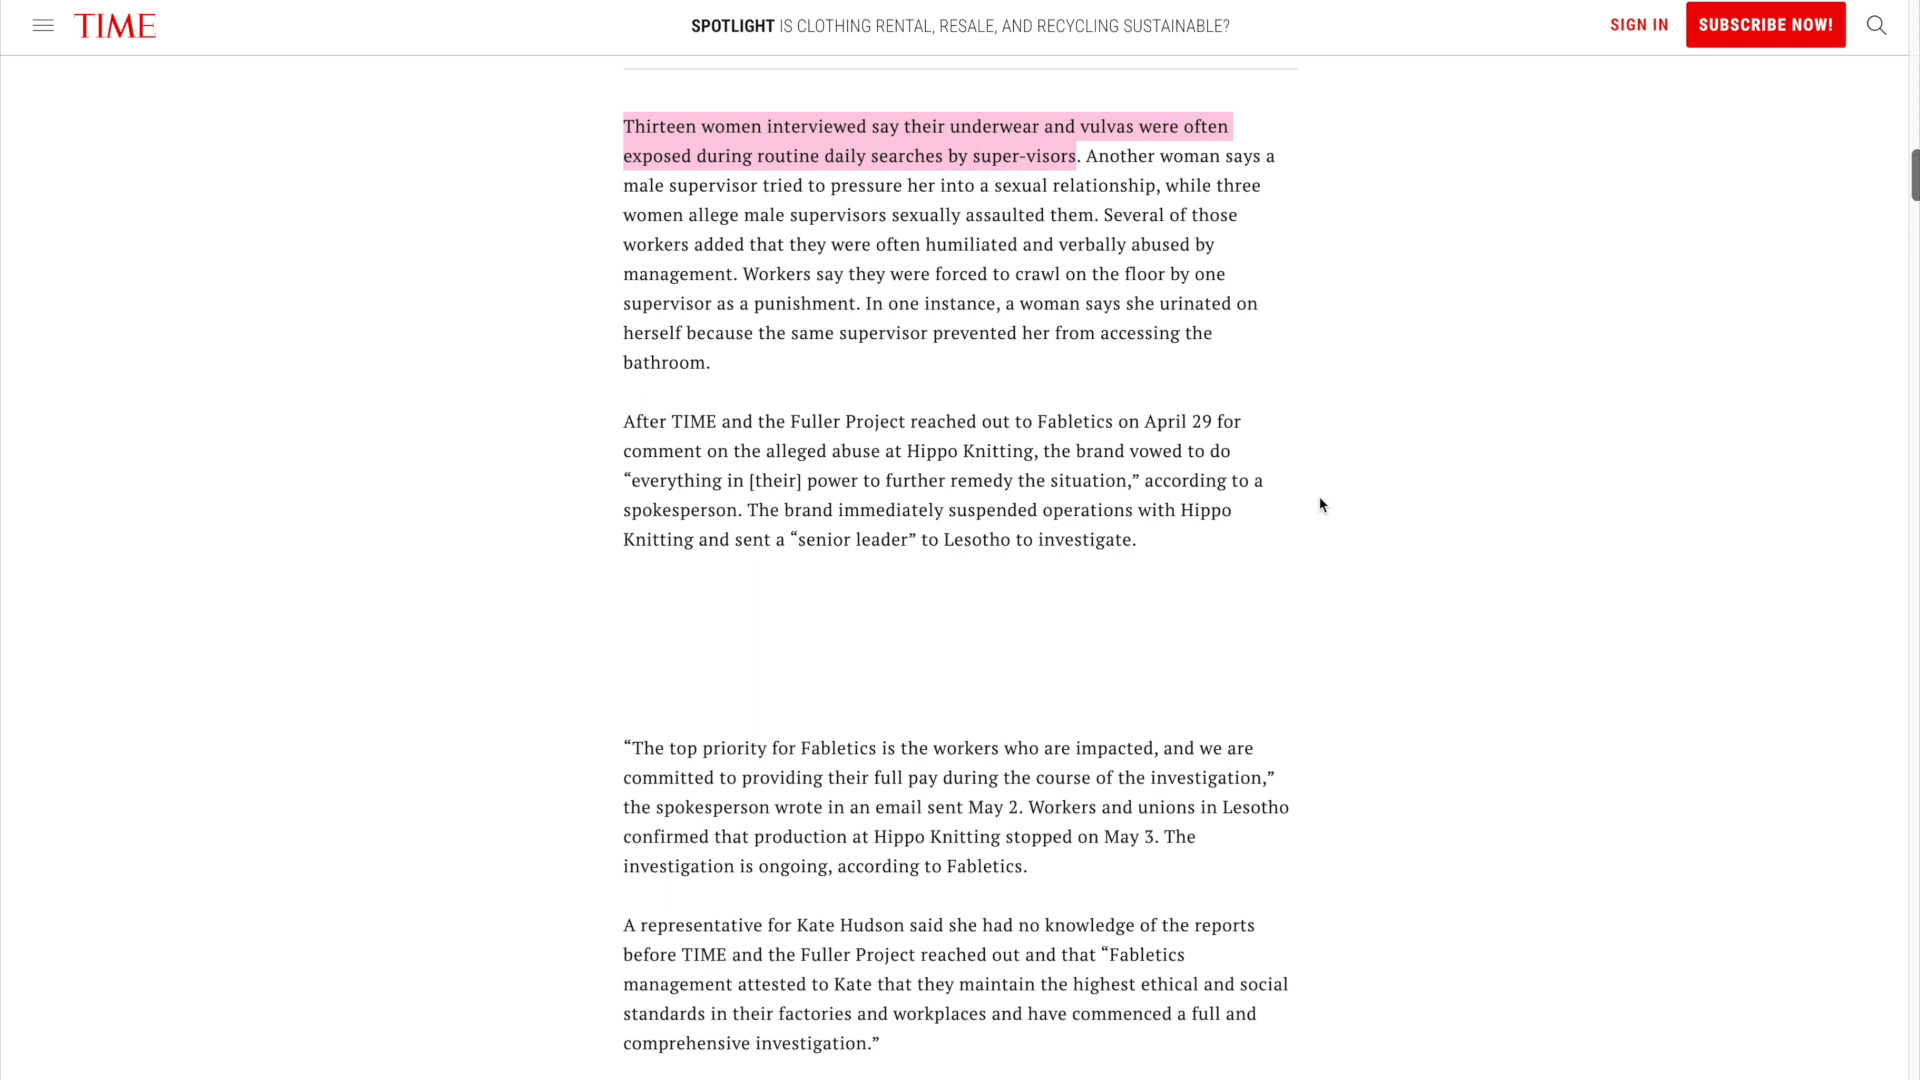 TIME
SPOTLIGHT IS CLOTHING RENTAL, RESALE, AND RECYCLING SUSTAINABLE?
SIGN IN
SUBSCRIBE NOW!
Thirteen women interviewed say their underwear and vulvas were often
exposed during routine daily searches by super-visors. Another woman says a
male supervisor tried to pressure her into a sexual relationship, while three
women allege male supervisors sexually assaulted them. Several of those
workers added that they were often humiliated and verbally abused by
management. Workers say they were forced to crawl on the floor by one
supervisor as a punishment. In one instance, a woman says she urinated on
herself because the same supervisor prevented her from accessing the
bathroom.
After TIME and the Fuller Project reached out to Fabletics on April 29 for
comment on the alleged abuse at Hippo Knitting, the brand vowed to do
“everything in [their] power to further remedy the situation,” according to a
spokesperson. The brand immediately suspended operations with Hippo
Knitting and sent a “senior leader” to Lesotho to investigate.
“The top priority for Fabletics is the workers who are impacted, and we are
committed to providing their full pay during the course of the investigation,”
the spokesperson wrote in an email sent May 2. Workers and unions in Lesotho
confirmed that production at Hippo Knitting stopped on May 3. The
investigation is ongoing, according to Fabletics.
A representative for Kate Hudson said she had no knowledge of the reports
before TIME and the Fuller Project reached out and that “Fabletics
management attested to Kate that they maintain the highest ethical and social
standards in their factories and workplaces and have commenced a full and
comprehensive investigation.”